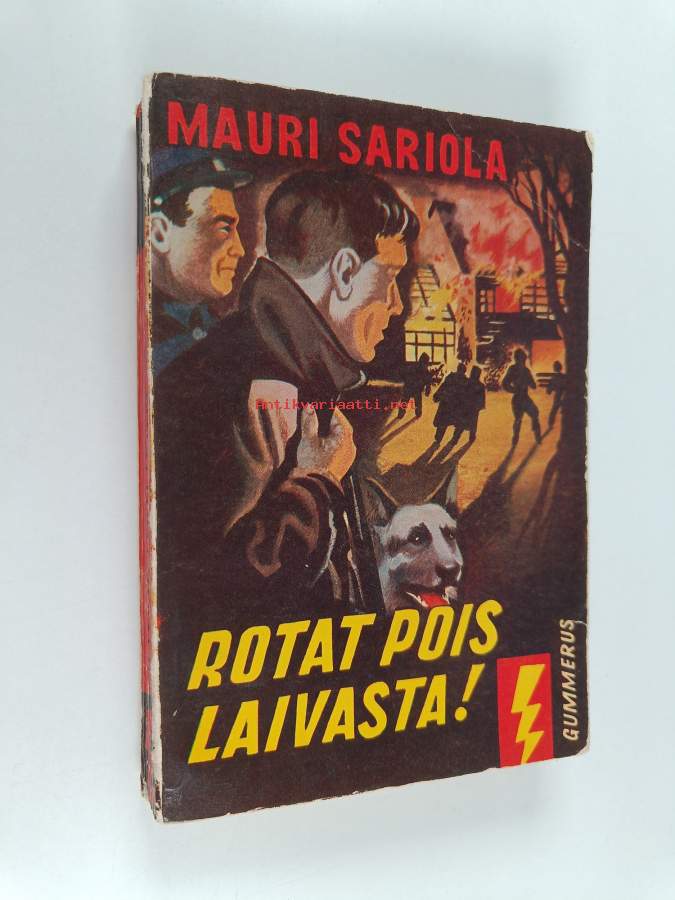 MAURI SARIOLA
Antikvariaatti.net
ROTAT POIS
LAIVASTA!
GUMMERUS